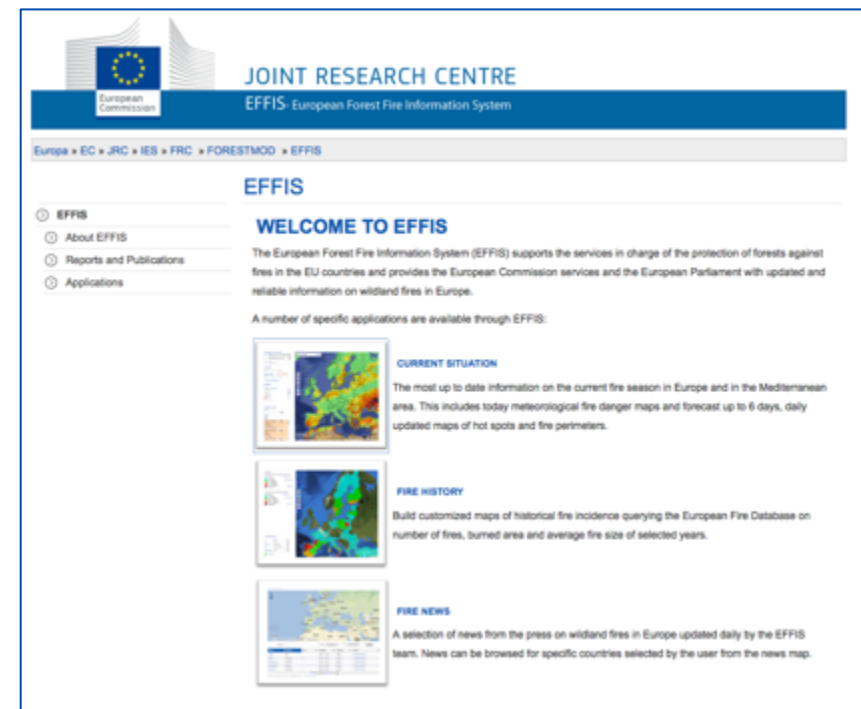 European
Commission
JOINT RESEARCH CENTRE
EFFIS- European Forest Fire Information System
Europa » EC » JRC » IES » FRC » FORESTMOD » EFFIS
EFFIS
About EFFIS
Reports and Publications
Applications
EFFIS
WELCOME TO EFFIS
The European Forest Fire Information System (EFFIS) supports the services in charge of the protection of forests against
fires in the EU countries and provides the European Commission services and the European Parliament with updated and
reliable information on wildland fires in Europe.
A number of specific applications are available through EFFIS:
CURRENT SITUATION
The most up to date information on the current fire season in Europe and in the Mediterranean
area. This includes today meteorological fire danger maps and forecast up to 6 days, daily
updated maps of hot spots and fire perimeters.
FIRE HISTORY
Build customized maps of historical fire incidence querying the European Fire Database on
number of fires, burned area and average fire size of selected years.
FIRE NEWS
A selection of news from the press on wildland fires in Europe updated daily by the EFFIS
team. News can be browsed for specific countries selected by the user from the news map.